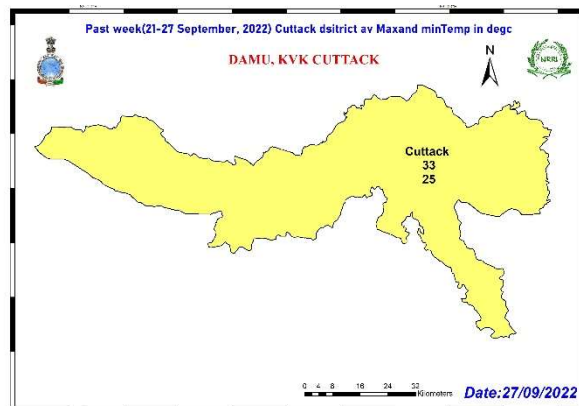 Past week(21-27 September, 2022) Cuttack dsitrict av Maxand minTemp in degc
DAMU, KVK CUTTACK
N
NRRI
Cuttack
33
25
0 4 8 16 24 32
Kilometers
Date:27/09/2022